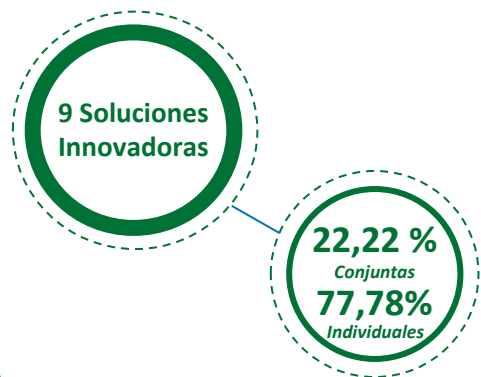 9 Soluciones
Innovadoras
22,22 %
Conjuntas
77,78%
Individuales